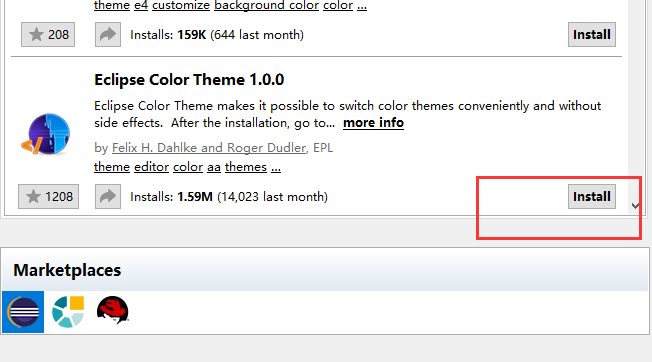 theme e4 customize background color color ...
208
Installs: 159K (644 last month)
Install
Eclipse Color Theme 1.0.0
Eclipse Color Theme makes it possible to switch color themes conveniently and without
side effects. After the installation, go to... more info
by Felix H. Dahlke and Roger Dudler, EPL
theme editor color aa themes ...
1208
Installs: 1.59M (14,023 last month)
Install
Marketplaces